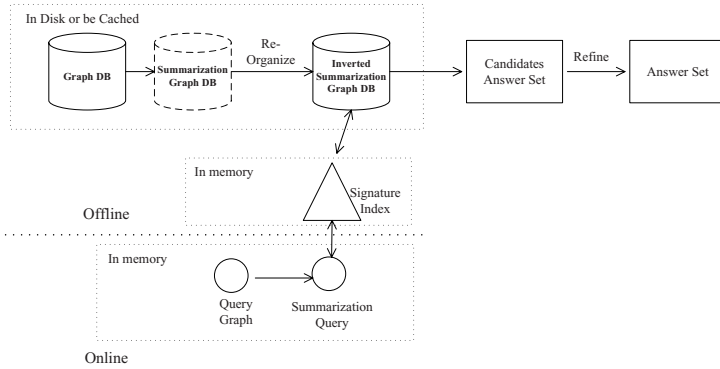 In Disk or be Cached
Graph DB
Summarization
Graph DB
Re-
Organize
Inverted
Summarization
Graph DB
Candidates
Answer Set
Refine
Answer Set
In memory
Signature
Index
Offline
In memory
Query
Graph
Summarization
Query
Online